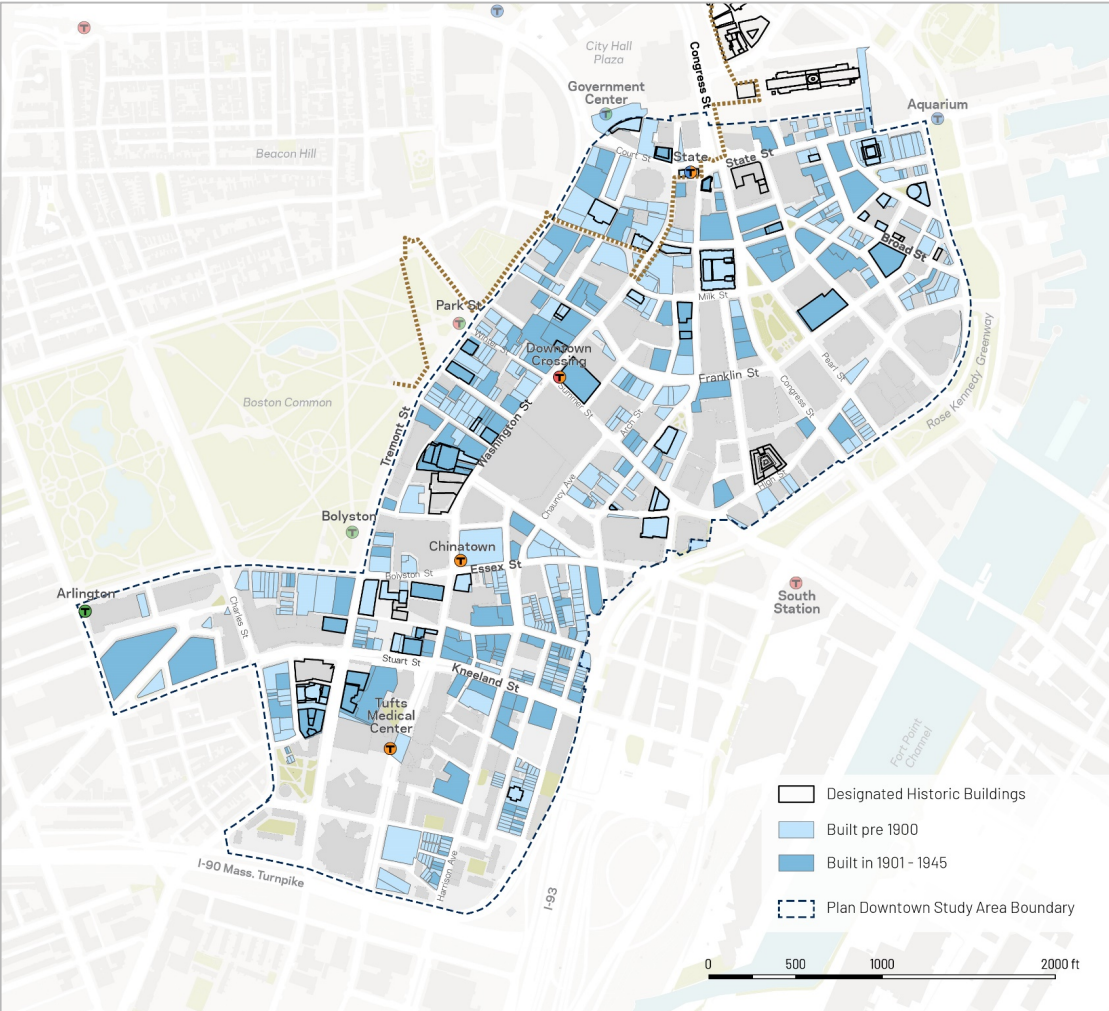 City Hall
Plaza
Congress St
Government
Center
Aquarium
Beacon Hill
Court St
State
State St
Broad St
Milk St
Park St
Winter St
Downtown
Crossing
Summer St
Franklin St
Pearl St
Congress St
Rose Kennedy Greenway
Boston Common
Tremont St
Washington St
Arch St
High St
Chauncy Ave
Bolyston
Chinatown
Essex St
Bolyston St
Arlington
Charles St
South
Station
Stuart St
Kneeland St
Tufts
Medical
Center
Fort Point
Channel
Harrison Ave
I-90 Mass. Turnpike
I-93
Designated Historic Buildings
Built pre 1900
Built in 1901 - 1945
Plan Downtown Study Area Boundary
0 500 1000 2000 ft
T
T
T
T
T
T
T
T
T
T
T
T